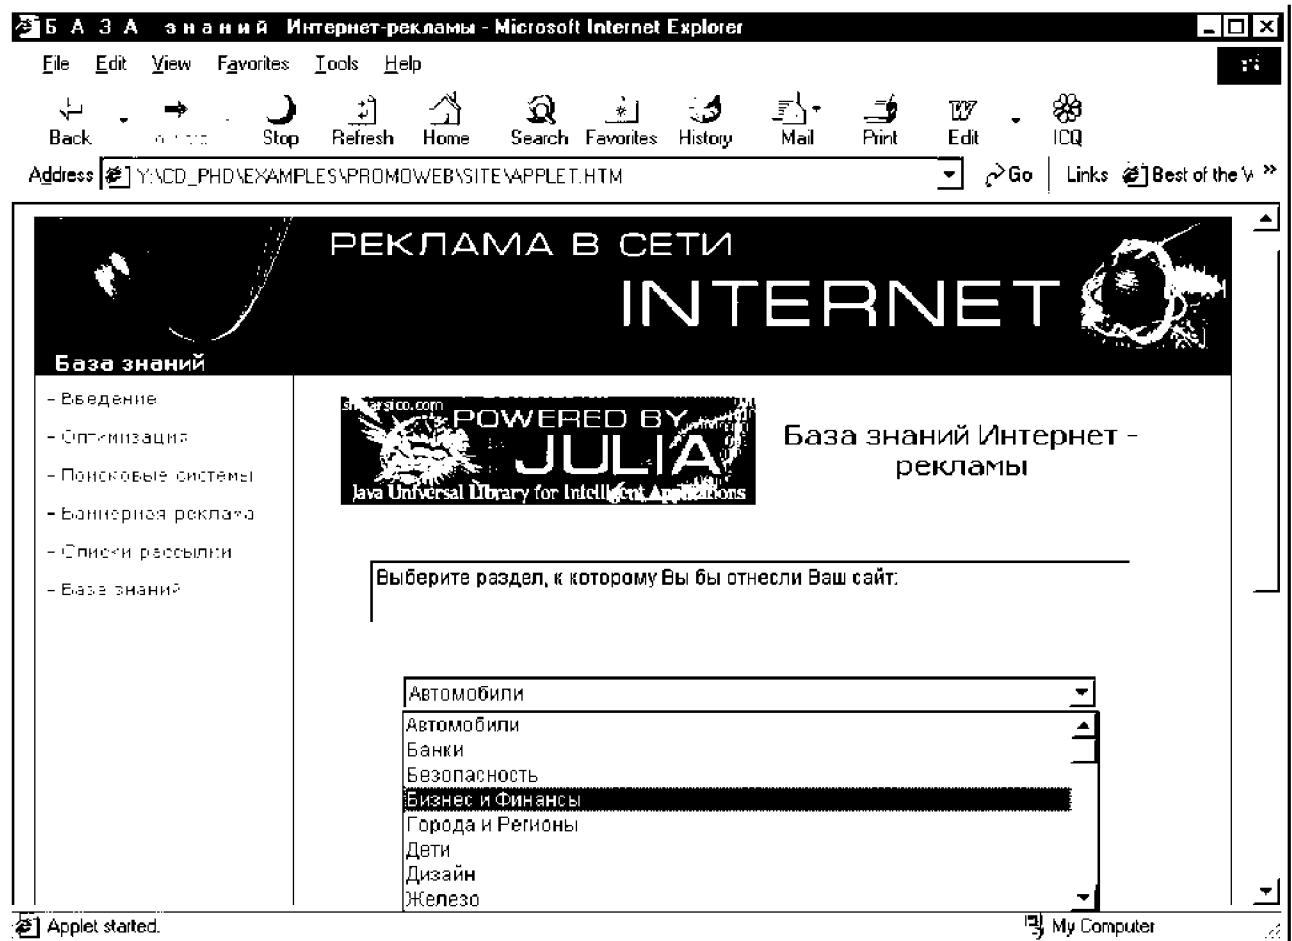 Б А З А знаний Интернет-рекламы - Microsoft Internet Explorer
File Edit View Favorites Tools Help
Back Stop Refresh Home Search Favorites History Mail Print Edit ICQ
Address Y:\CD_PHD\EXAMPLES\PROMOWEB\SITE\APPLET.HTM Go Links Best of the
РЕКЛАМА В СЕТИ
INTERNET
База знаний
- Введение
- Оптимизация
- Поисковые системы
- Баннерная реклама
- Списки рассылки
- База знаний
POWERED BY
JULIA
Java Universal Library for Intelligent Applications
База знаний Интернет -
рекламы
Выберите раздел, к которому Вы бы отнесли Ваш сайт:
Автомобили
Автомобили
Банки
Безопасность
Бизнес и Финансы
Города и Регионы
Дети
Дизайн
Железо
Applet started. My Computer